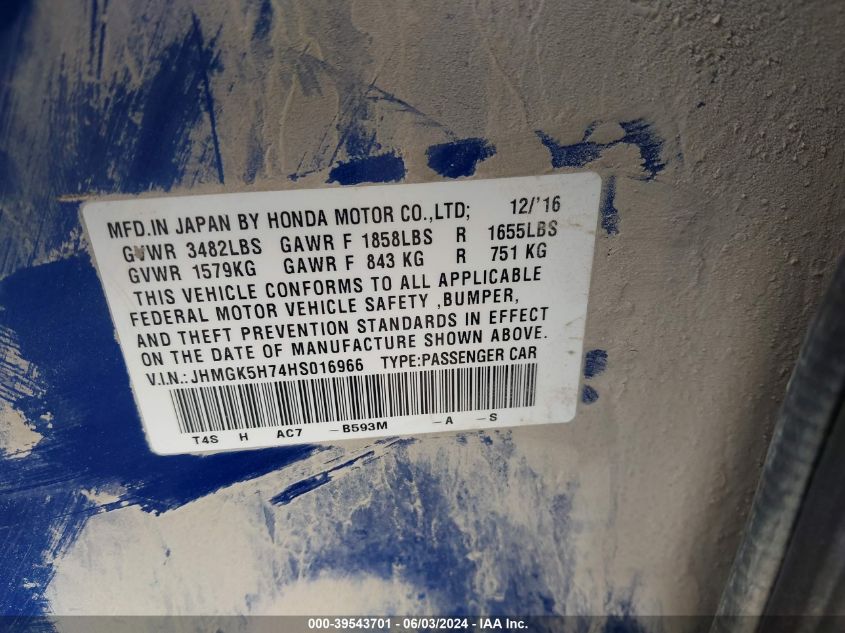 MFD.IN JAPAN BY HONDA MOTOR CO.,LTD; 12/'16
GVWR 3482LBS GAWR F 1858LBS R 1655LBS
GVWR 1579KG GAWR F 843 KG R 751 KG
THIS VEHICLE CONFORMS TO ALL APPLICABLE
FEDERAL MOTOR VEHICLE SAFETY ,BUMPER,
AND THEFT PREVENTION STANDARDS IN EFFECT
ON THE DATE OF MANUFACTURE SHOWN ABOVE.
V.I.N.: JHMGK5H74HS016966 TYPE:PASSENGER CAR
T4S H AC7 -B593M -A -S
000-39543701 - 06/03/2024 - IAA Inc.